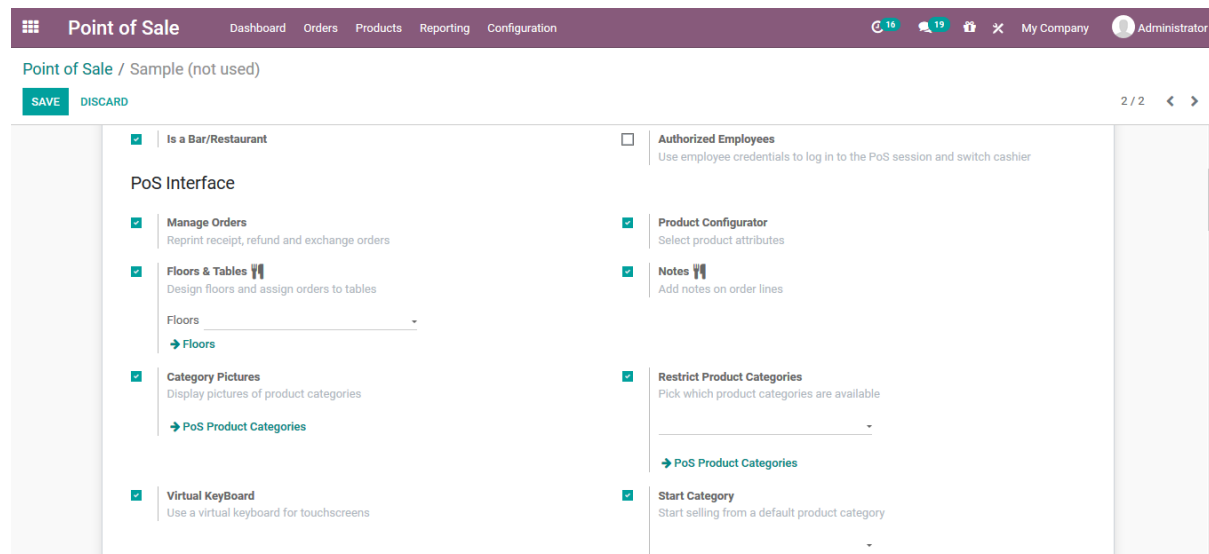 Point of Sale Dashboard Orders Products Reporting Configuration 16 19 My Company Administrator
Point of Sale / Sample (not used)
SAVE DISCARD 2 / 2
Is a Bar/Restaurant
Authorized Employees
Use employee credentials to log in to the PoS session and switch cashier
PoS Interface
Manage Orders
Reprint receipt, refund and exchange orders
Product Configurator
Select product attributes
Floors & Tables
Design floors and assign orders to tables
Floors
Floors
Notes
Add notes on order lines
Category Pictures
Display pictures of product categories
PoS Product Categories
Restrict Product Categories
Pick which product categories are available
PoS Product Categories
Virtual KeyBoard
Use a virtual keyboard for touchscreens
Start Category
Start selling from a default product category